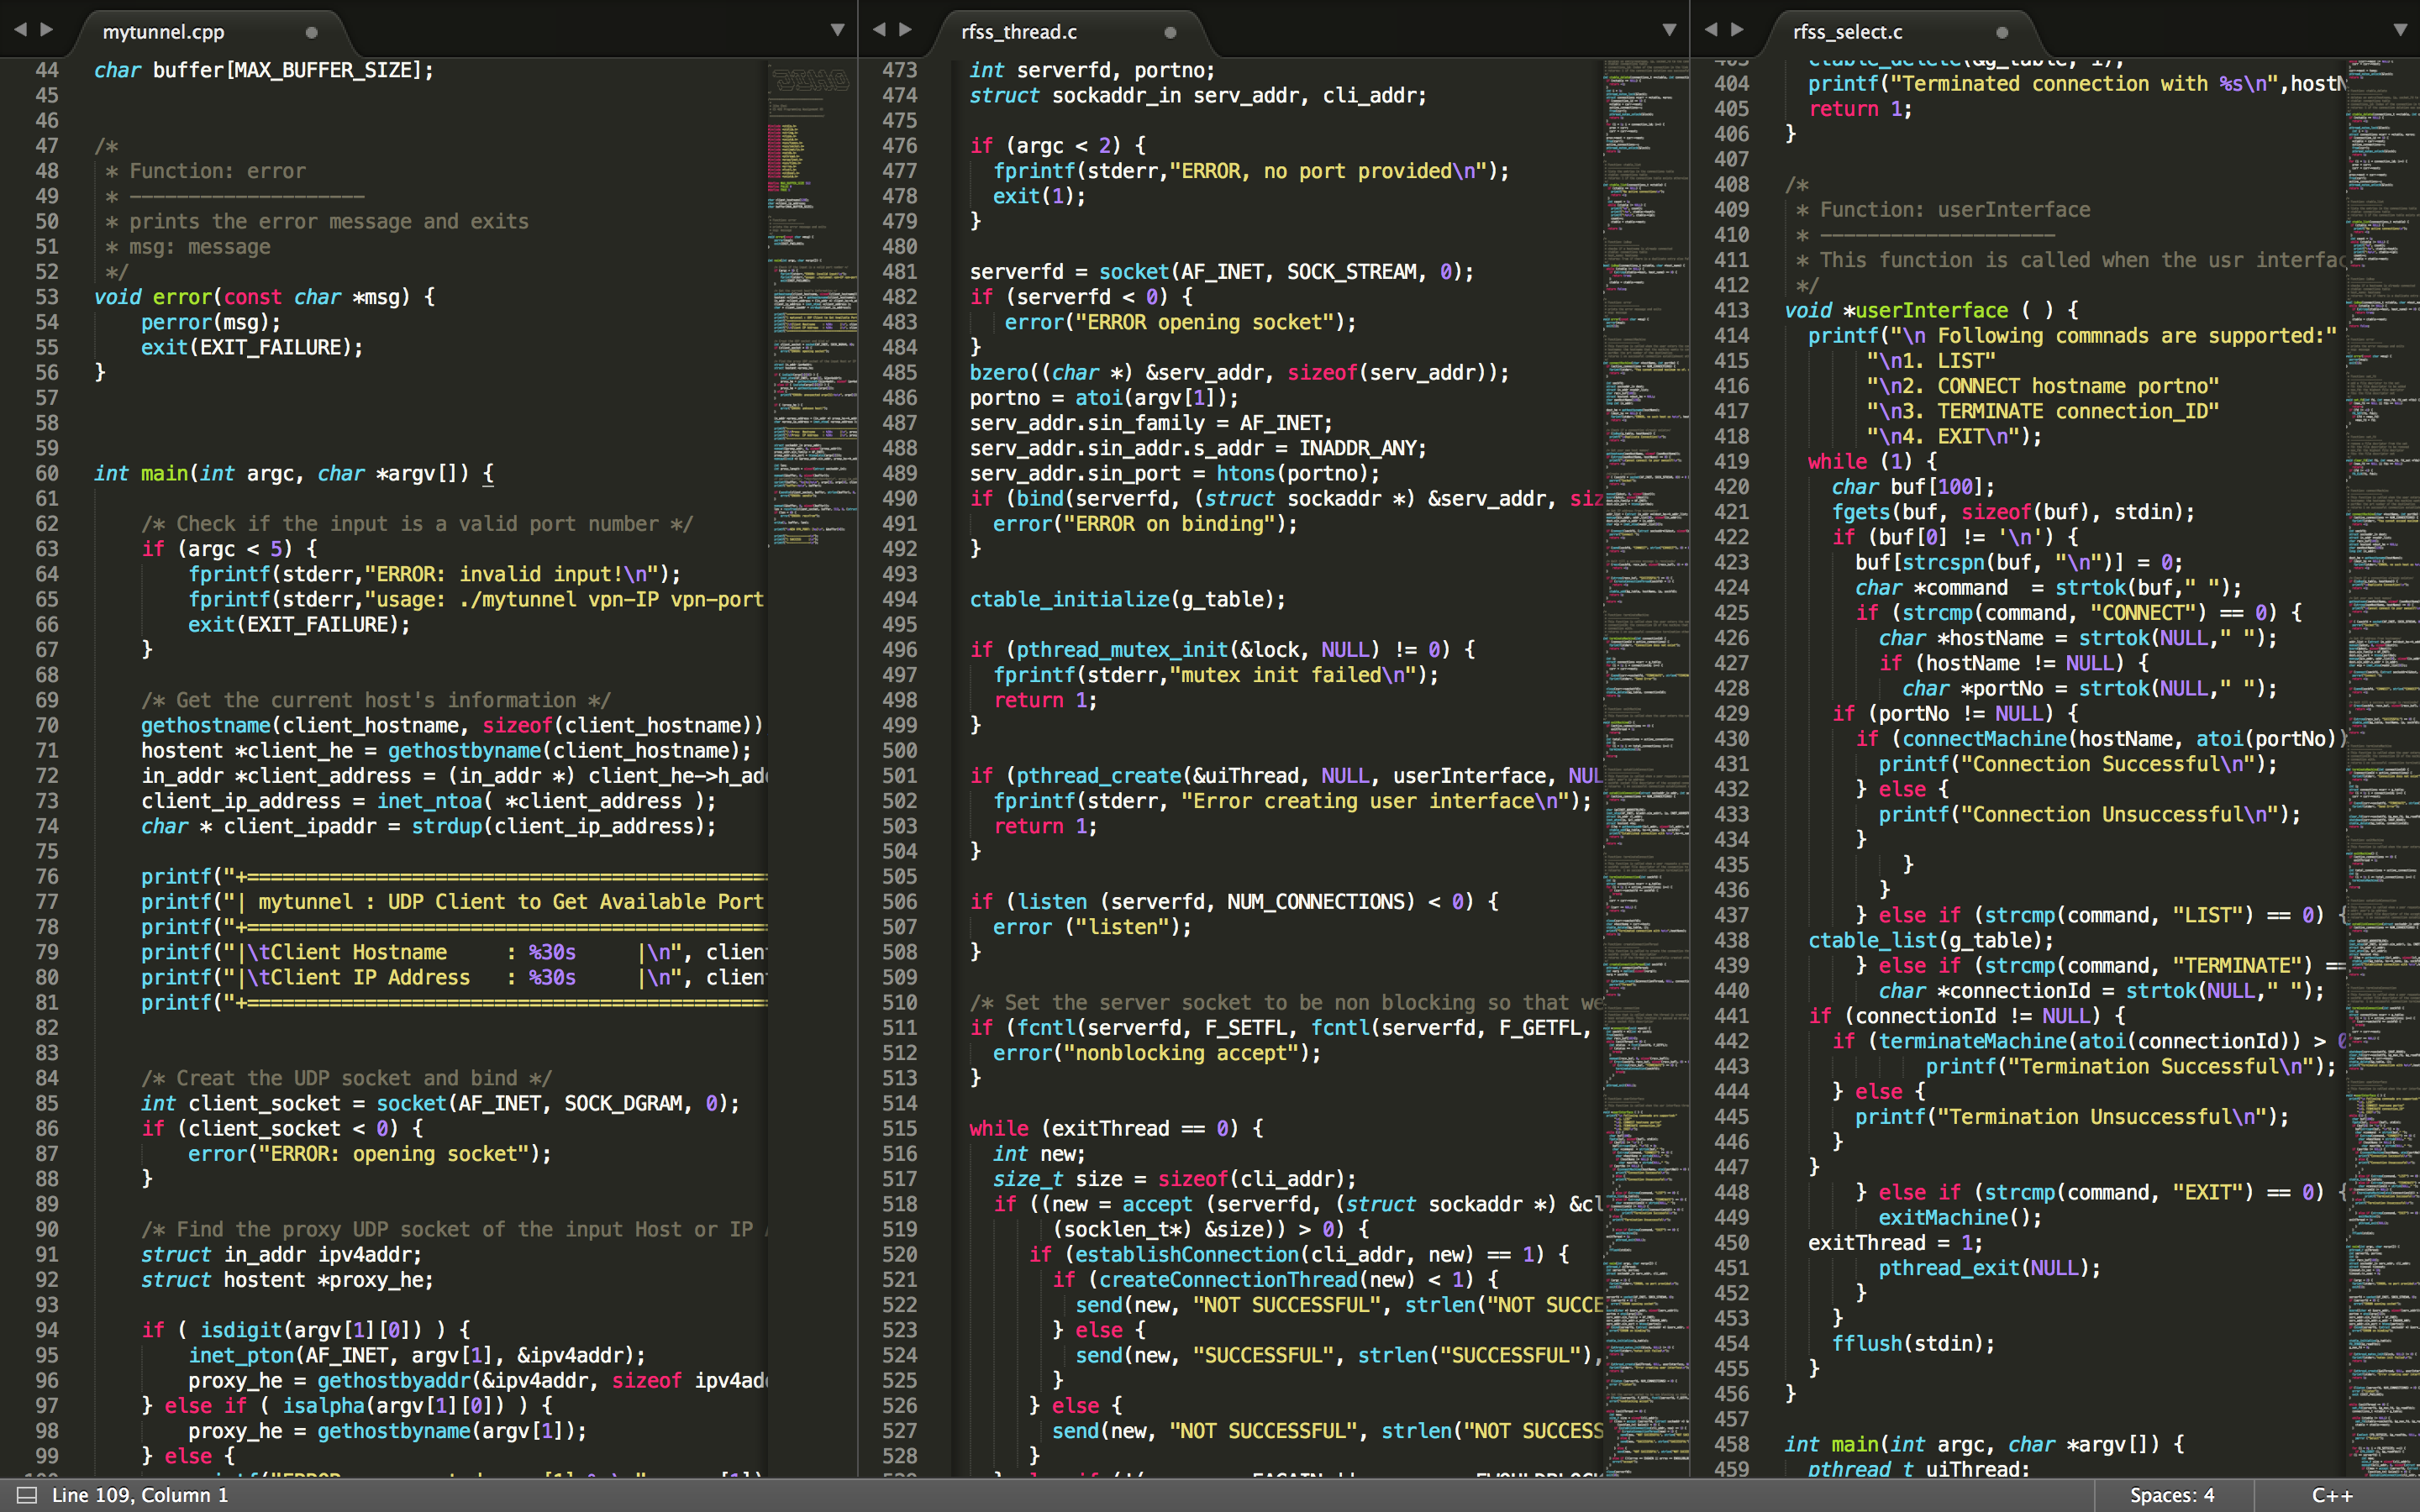 mytunnel.cpp
44 char buffer[MAX_BUFFER_SIZE];
45
46
47 /*
48  * Function: error
49  * --------------------
50  * prints the error message and exits
51  * msg: message
52  */
53 void error(const char *msg) {
54     perror(msg);
55     exit(EXIT_FAILURE);
56 }
57
58
59
60 int main(int argc, char *argv[]) {
61
62     /* Check if the input is a valid port number */
63     if (argc < 5) {
64         fprintf(stderr,"ERROR: invalid input!\n");
65         fprintf(stderr,"usage: ./mytunnel vpn-IP vpn-port
66         exit(EXIT_FAILURE);
67     }
68
69     /* Get the current host's information */
70     gethostname(client_hostname, sizeof(client_hostname))
71     hostent *client_he = gethostbyname(client_hostname);
72     in_addr *client_address = (in_addr *) client_he->h_add
73     client_ip_address = inet_ntoa( *client_address );
74     char * client_ipaddr = strdup(client_ip_address);
75
76     printf("+============================================
77     printf("| mytunnel : UDP Client to Get Available Port
78     printf("+============================================
79     printf("|\tClient Hostname     : %30s     |\n", client
80     printf("|\tClient IP Address   : %30s     |\n", client
81     printf("+============================================
82
83
84     /* Creat the UDP socket and bind */
85     int client_socket = socket(AF_INET, SOCK_DGRAM, 0);
86     if (client_socket < 0) {
87         error("ERROR: opening socket");
88     }
89
90     /* Find the proxy UDP socket of the input Host or IP
91     struct in_addr ipv4addr;
92     struct hostent *proxy_he;
93
94     if ( isdigit(argv[1][0]) ) {
95         inet_pton(AF_INET, argv[1], &ipv4addr);
96         proxy_he = gethostbyaddr(&ipv4addr, sizeof ipv4add
97     } else if ( isalpha(argv[1][0]) ) {
98         proxy_he = gethostbyname(argv[1]);
99     } else {
rfss_thread.c
473 int serverfd, portno;
474 struct sockaddr_in serv_addr, cli_addr;
475
476 if (argc < 2) {
477   fprintf(stderr,"ERROR, no port provided\n");
478   exit(1);
479 }
480
481 serverfd = socket(AF_INET, SOCK_STREAM, 0);
482 if (serverfd < 0) {
483    error("ERROR opening socket");
484 }
485 bzero((char *) &serv_addr, sizeof(serv_addr));
486 portno = atoi(argv[1]);
487 serv_addr.sin_family = AF_INET;
488 serv_addr.sin_addr.s_addr = INADDR_ANY;
489 serv_addr.sin_port = htons(portno);
490 if (bind(serverfd, (struct sockaddr *) &serv_addr, siz
491   error("ERROR on binding");
492 }
493
494 ctable_initialize(g_table);
495
496 if (pthread_mutex_init(&lock, NULL) != 0) {
497   fprintf(stderr,"mutex init failed\n");
498   return 1;
499 }
500
501 if (pthread_create(&uiThread, NULL, userInterface, NUL
502   fprintf(stderr, "Error creating user interface\n");
503   return 1;
504 }
505
506 if (listen (serverfd, NUM_CONNECTIONS) < 0) {
507   error ("listen");
508 }
509
510 /* Set the server socket to be non blocking so that we
511 if (fcntl(serverfd, F_SETFL, fcntl(serverfd, F_GETFL,
512   error("nonblocking accept");
513 }
514
515 while (exitThread == 0) {
516   int new;
517   size_t size = sizeof(cli_addr);
518   if ((new = accept (serverfd, (struct sockaddr *) &cl
519        (socklen_t*) &size)) > 0) {
520      if (establishConnection(cli_addr, new) == 1) {
521        if (createConnectionThread(new) < 1) {
522          send(new, "NOT SUCCESSFUL", strlen("NOT SUCCE
523        } else {
524          send(new, "SUCCESSFUL", strlen("SUCCESSFUL"),
525        }
526      } else {
527        send(new, "NOT SUCCESSFUL", strlen("NOT SUCCESS
528      }
rfss_select.c
403   ctable_delete(&g_table, i);
404   printf("Terminated connection with %s\n",hostN
405   return 1;
406 }
407
408 /*
409  * Function: userInterface
410  * --------------------
411  * This function is called when the usr interfac
412  */
413 void *userInterface ( ) {
414   printf("\n Following commnads are supported:"
415        "\n1. LIST"
416        "\n2. CONNECT hostname portno"
417        "\n3. TERMINATE connection_ID"
418        "\n4. EXIT\n");
419   while (1) {
420     char buf[100];
421     fgets(buf, sizeof(buf), stdin);
422     if (buf[0] != '\n') {
423       buf[strcspn(buf, "\n")] = 0;
424       char *command  = strtok(buf," ");
425       if (strcmp(command, "CONNECT") == 0) {
426         char *hostName = strtok(NULL," ");
427         if (hostName != NULL) {
428           char *portNo = strtok(NULL," ");
429     if (portNo != NULL) {
430       if (connectMachine(hostName, atoi(portNo))
431         printf("Connection Successful\n");
432       } else {
433         printf("Connection Unsuccessful\n");
434       }
435           }
436         }
437       } else if (strcmp(command, "LIST") == 0) {
438   ctable_list(g_table);
439       } else if (strcmp(command, "TERMINATE") ==
440         char *connectionId = strtok(NULL," ");
441   if (connectionId != NULL) {
442     if (terminateMachine(atoi(connectionId)) > 0
443             printf("Termination Successful\n");
444     } else {
445       printf("Termination Unsuccessful\n");
446     }
447   }
448       } else if (strcmp(command, "EXIT") == 0) {
449         exitMachine();
450   exitThread = 1;
451         pthread_exit(NULL);
452       }
453     }
454     fflush(stdin);
455   }
456 }
457
458 int main(int argc, char *argv[]) {
459   pthread_t uiThread;
Line 109, Column 1
Spaces: 4
C++